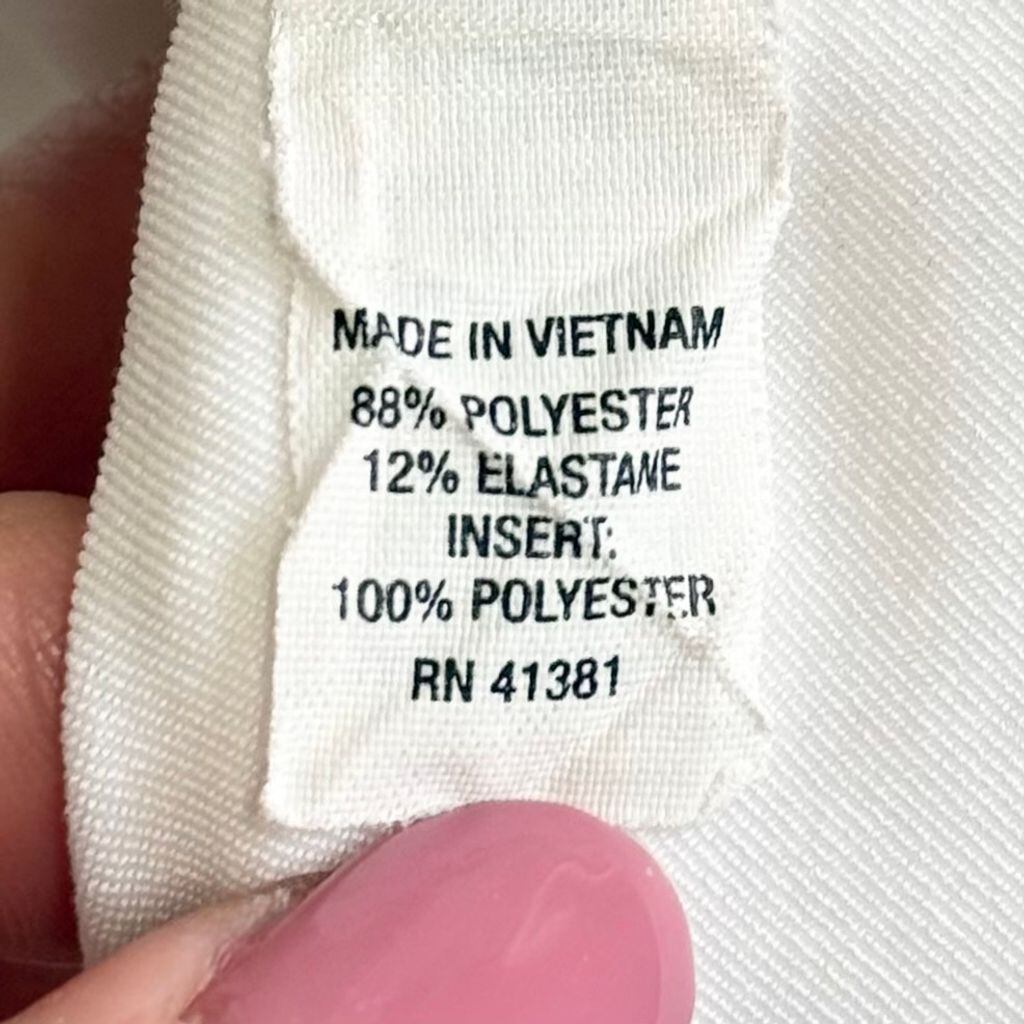 MADE IN VIETNAM
88% POLYESTER
12% ELASTANE
INSERT:
100% POLYESTER
RN 41381